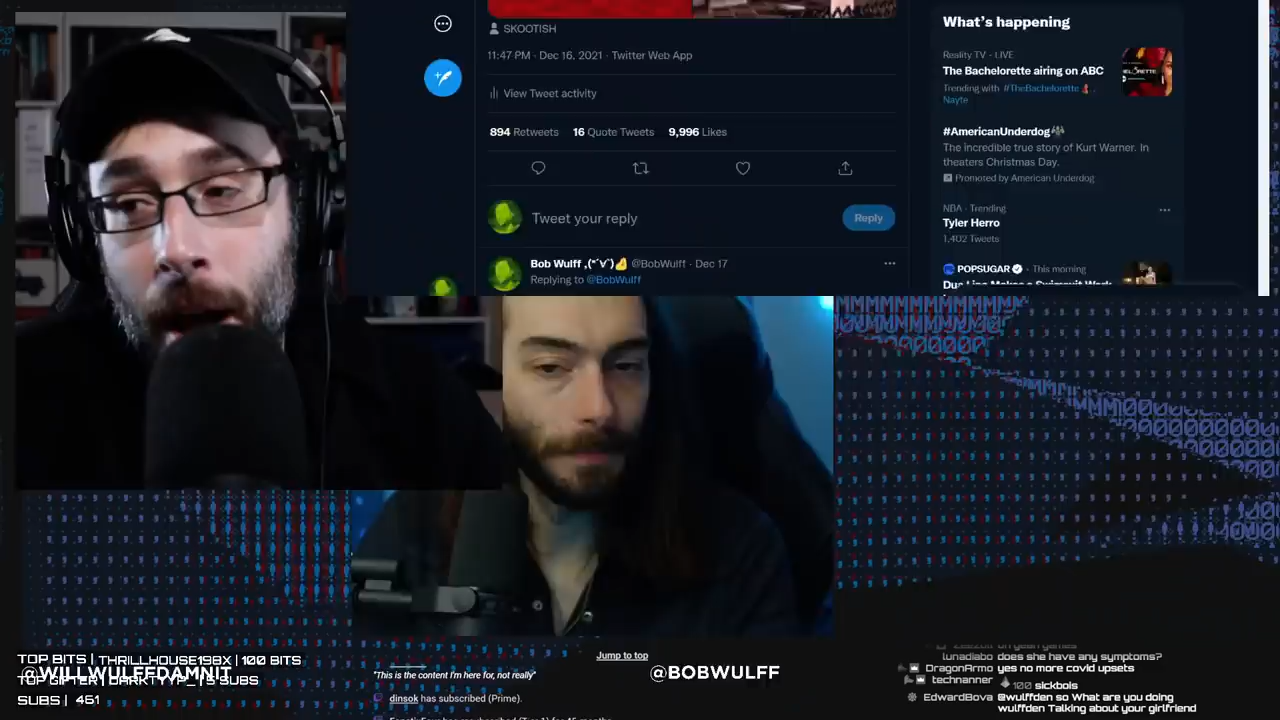 SKOOTISH
11:47 PM · Dec 16, 2021 · Twitter Web App
View Tweet activity
894 Retweets 16 Quote Tweets 9,996 Likes
Tweet your reply
Reply
Bob Wulff @BobWulff · Dec 17
Replying to @BobWulff
What's happening
Reality TV · LIVE
The Bachelorette airing on ABC
Trending with #TheBachelorette
Nayte
#AmericanUnderdog
The incredible true story of Kurt Warner. In
theaters Christmas Day.
Promoted by American Underdog
NBA · Trending
Tyler Herro
1,402 Tweets
POPSUGAR · This morning
TOP BITS | THRILLHOUSE198X | 100 BITS
@WILLWULFFDAMNIT
SUBS | 461
Jump to top
"This is the content I'm here for, not really"
dinsok has subscribed (Prime).
@BOBWULFF
lunadiabo does she have any symptoms?
DragonArmo yes no more covid upsets
technanner 100 sickbols
EdwardBova @wulffden so What are you doing
wulffden Talking about your girlfriend